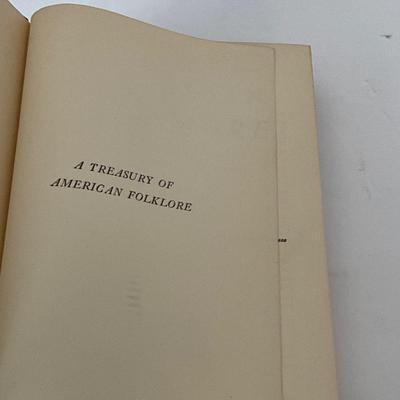 A TREASURY OF
AMERICAN FOLKLORE